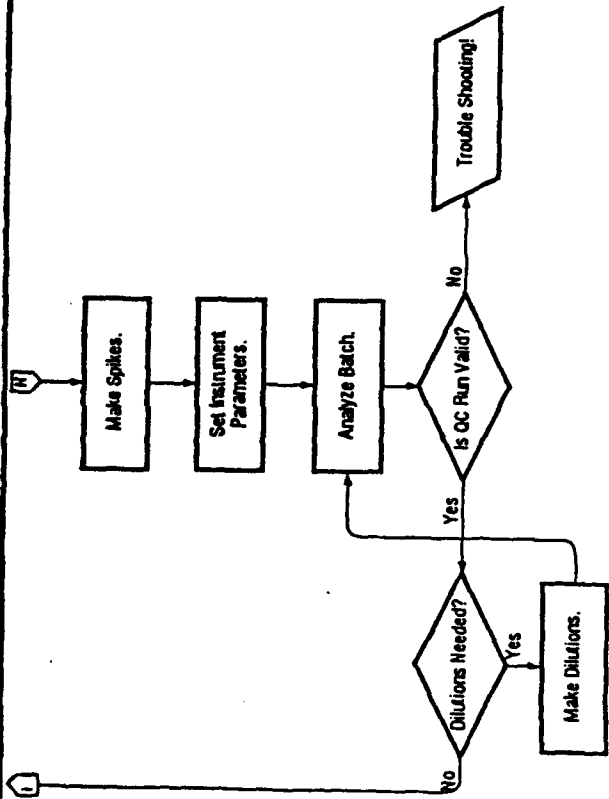 Make Spikes.
Set Instrument
Parameters.
Analyze Batch.
Is QC Run Valid?
No
Trouble Shooting!
Yes
Dilutions Needed?
Yes
Make Dilutions.
No